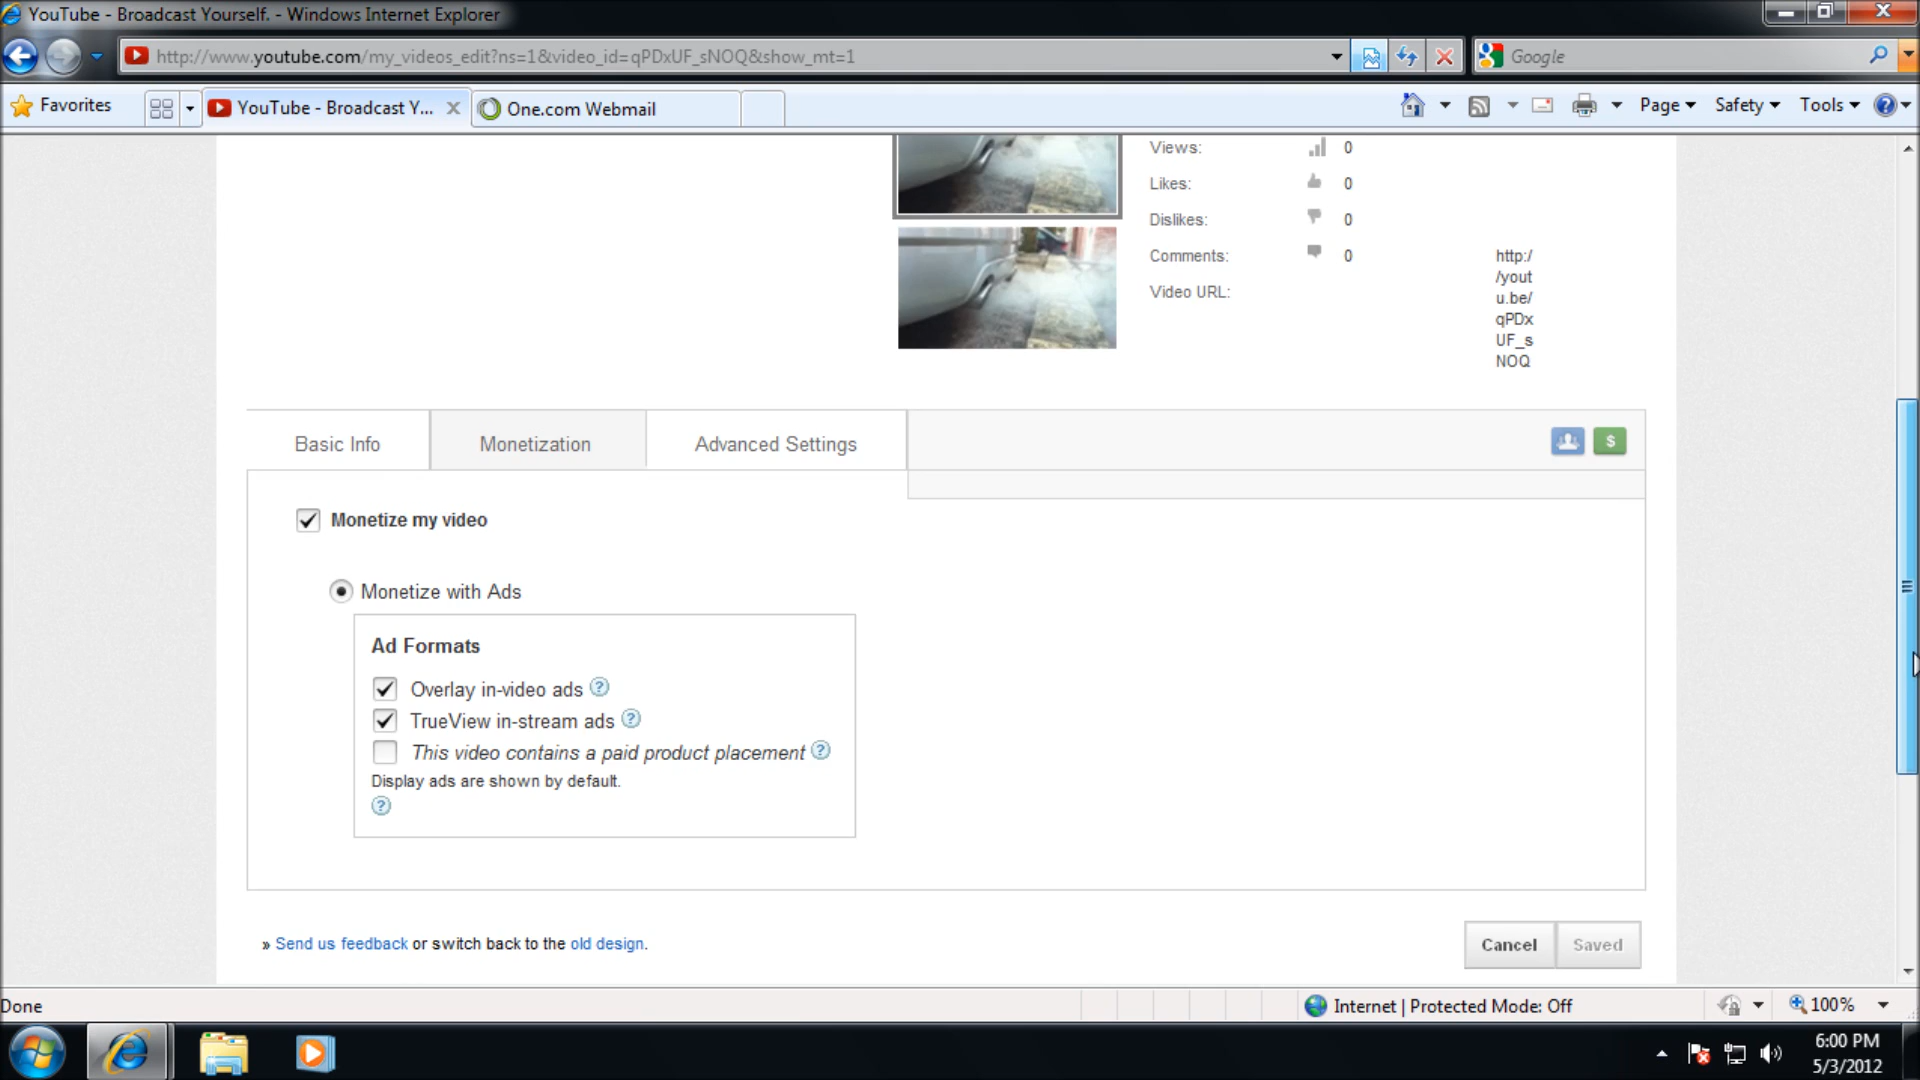 YouTube - Broadcast Yourself. - Windows Internet Explorer
http://www.youtube.com/my_videos_edit?ns=1&video_id=qPDxUF_sNOQ&show_mt=1
Google
Favorites
YouTube - Broadcast Y...
One.com Webmail
Page
Safety
Tools
Views: 0
Likes: 0
Dislikes: 0
Comments: 0
Video URL:
http:/
/yout
u.be/
qPDx
UF_s
NOQ
Basic Info
Monetization
Advanced Settings
$
Monetize my video
Monetize with Ads
Ad Formats
Overlay in-video ads ?
TrueView in-stream ads ?
This video contains a paid product placement ?
Display ads are shown by default.
?
» Send us feedback or switch back to the old design.
Cancel
Saved
Done
Internet | Protected Mode: Off
100%
6:00 PM
5/3/2012